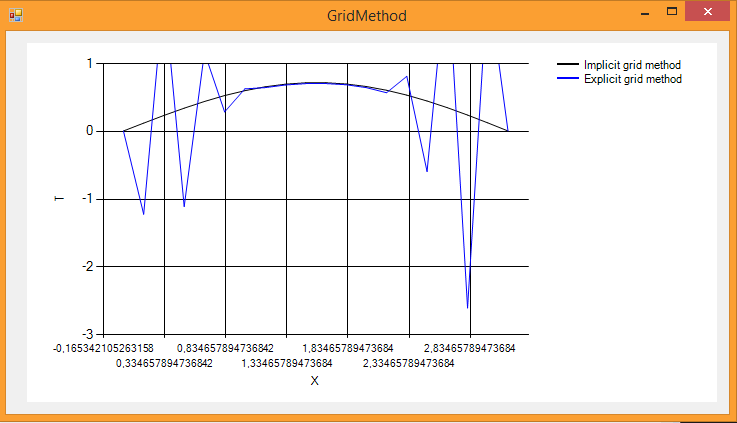 GridMethod
Implicit grid method
Explicit grid method
1
0
-1
-2
-3
T
-0,165342105263158 0,834657894736842 1,83465789473684 2,83465789473684
0,334657894736842 1,33465789473684 2,33465789473684
X